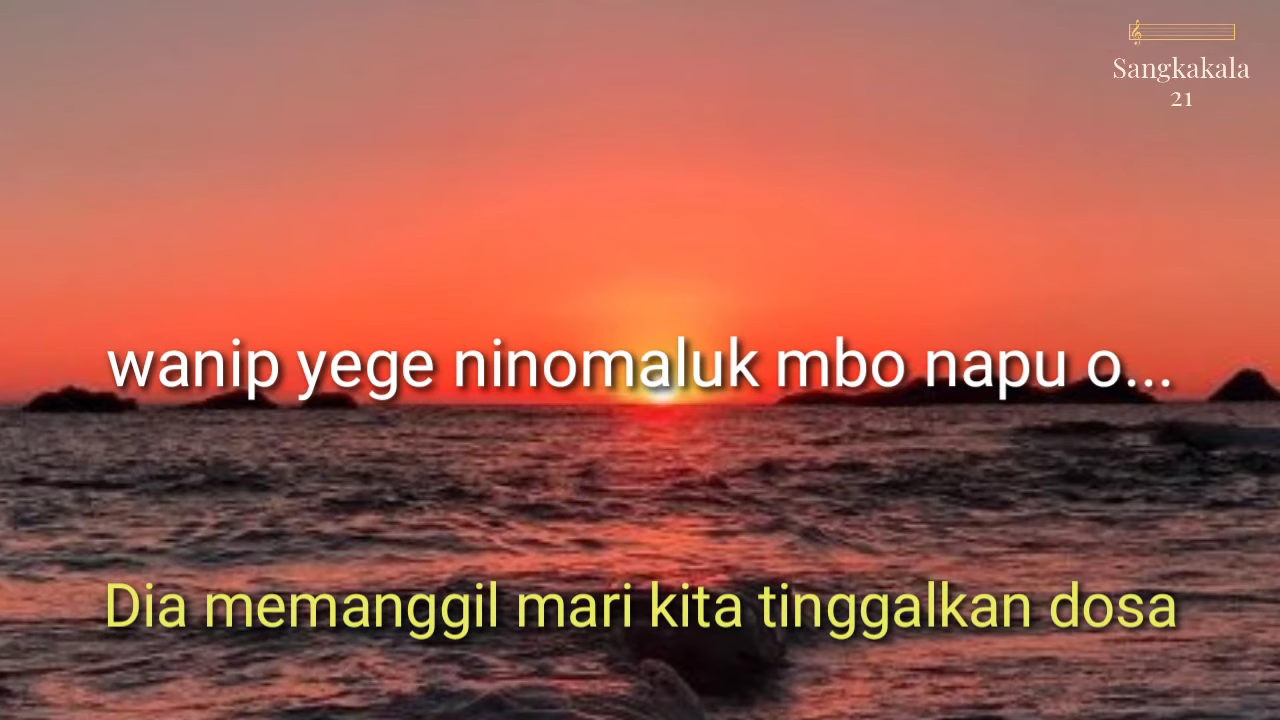 Sangkakala
21
wanip yege ninomaluk mbo napu o...
Dia memanggil mari kita tinggalkan dosa